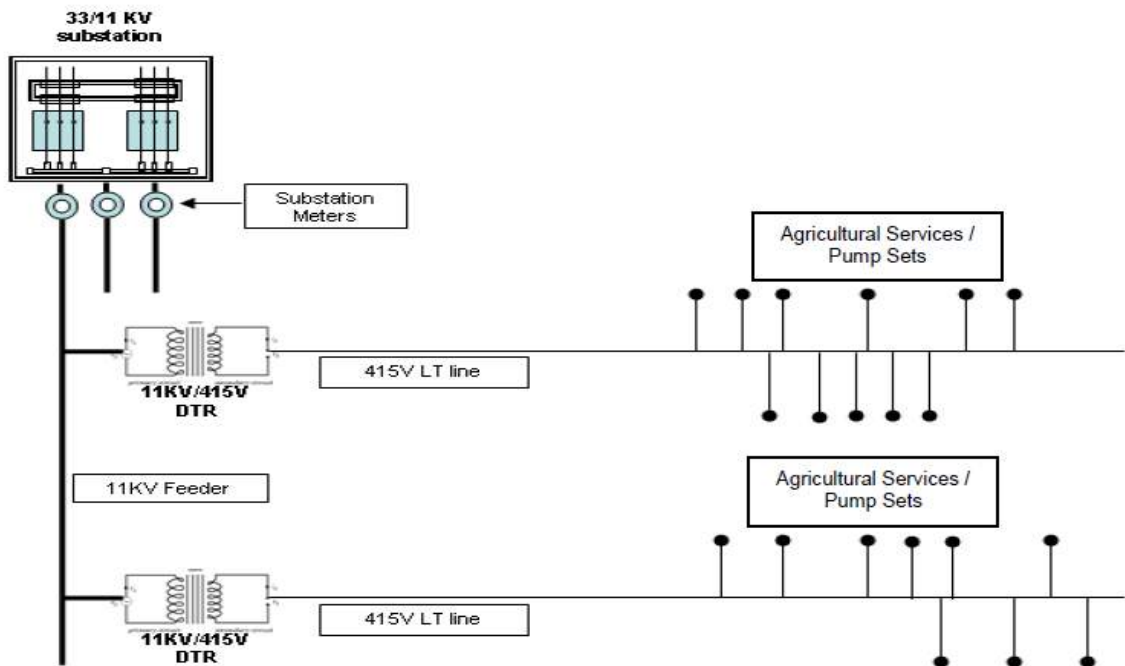 33/11 KV
substation
Substation
Meters
Agricultural Services /
Pump Sets
415V LT line
11KV/415V
DTR
11KV Feeder
Agricultural Services /
Pump Sets
415V LT line
11KV/415V
DTR